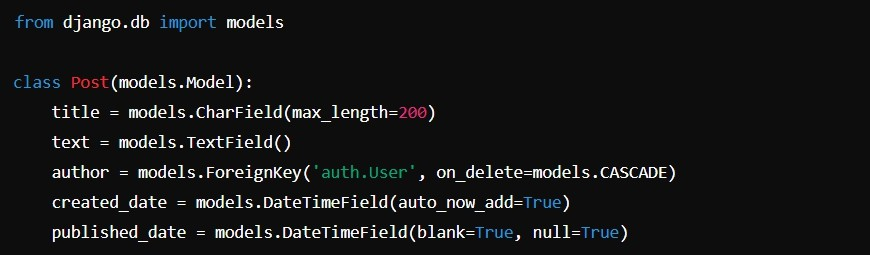 from django.db import models
class Post(models.Model):
    title = models.CharField(max_length=200)
    text = models.TextField()
    author = models.ForeignKey('auth.User', on_delete=models.CASCADE)
    created_date = models.DateTimeField(auto_now_add=True)
    published_date = models.DateTimeField(blank=True, null=True)